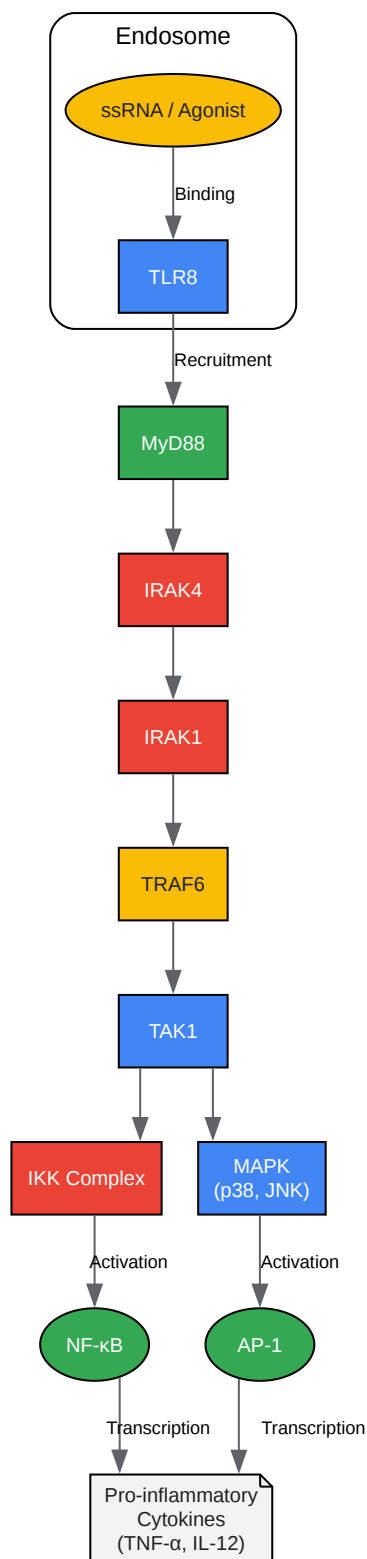 Endosome
ssRNA / Agonist
Binding
TLR8
Recruitment
MyD88
IRAK4
IRAK1
TRAF6
TAK1
IKK Complex
MAPK
(p38, JNK)
Activation
Activation
NF-κB
AP-1
Transcription
Transcription
Pro-inflammatory
Cytokines
(TNF-α, IL-12)